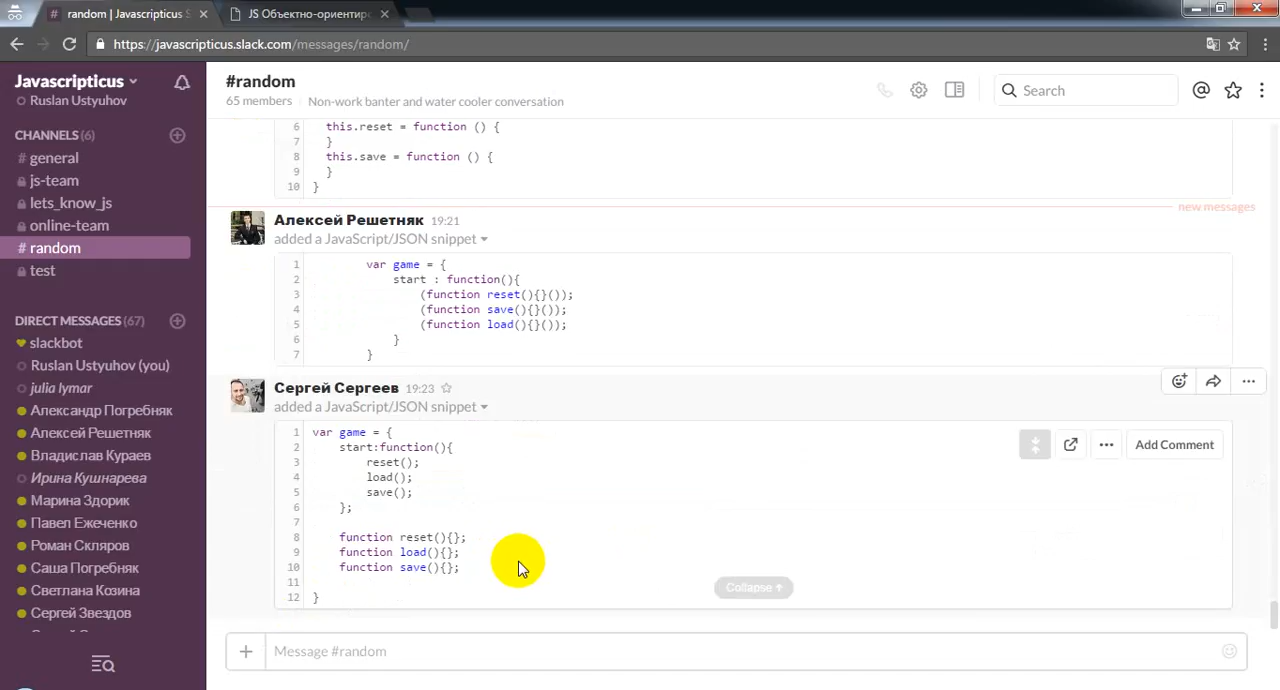 random | Javascripticus S
JS Объектно-ориентирс
https://javascripticus.slack.com/messages/random/
Javascripticus
Ruslan Ustyuhov
CHANNELS (6)
# general
js-team
lets_know_js
online-team
# random
test
DIRECT MESSAGES (67)
slackbot
Ruslan Ustyuhov (you)
julia lymar
Александр Погребняк
Алексей Решетняк
Владислав Кураев
Ирина Кушнарева
Марина Здорик
Павел Ежеченко
Роман Скляров
Саша Погребняк
Светлана Козина
Сергей Звездов
#random
65 members
Non-work banter and water cooler conversation
Search
6 this.reset = function () {
7 }
8 this.save = function () {
9 }
10 }
new messages
Алексей Решетняк 19:21
added a JavaScript/JSON snippet
1 var game = {
2 start : function(){
3 (function reset(){}());
4 (function save(){}());
5 (function load(){}());
6 }
7 }
Сергей Сергеев 19:23
added a JavaScript/JSON snippet
Add Comment
1 var game = {
2 start:function(){
3 reset();
4 load();
5 save();
6 };
7
8 function reset(){};
9 function load(){};
10 function save(){};
11
12 }
Collapse ↑
Message #random